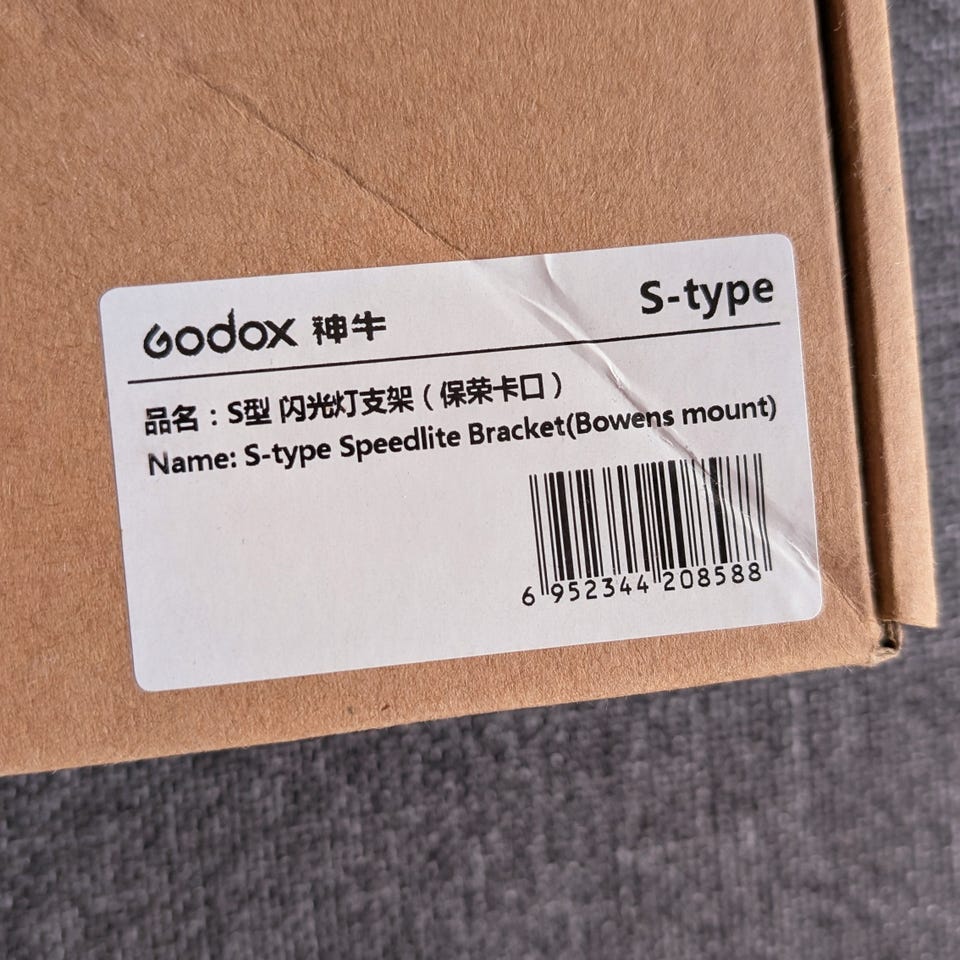 Godox 神牛
S-type
品名：S型 闪光灯支架（保荣卡口）
Name: S-type Speedlite Bracket(Bowens mount)
6 952344 208588